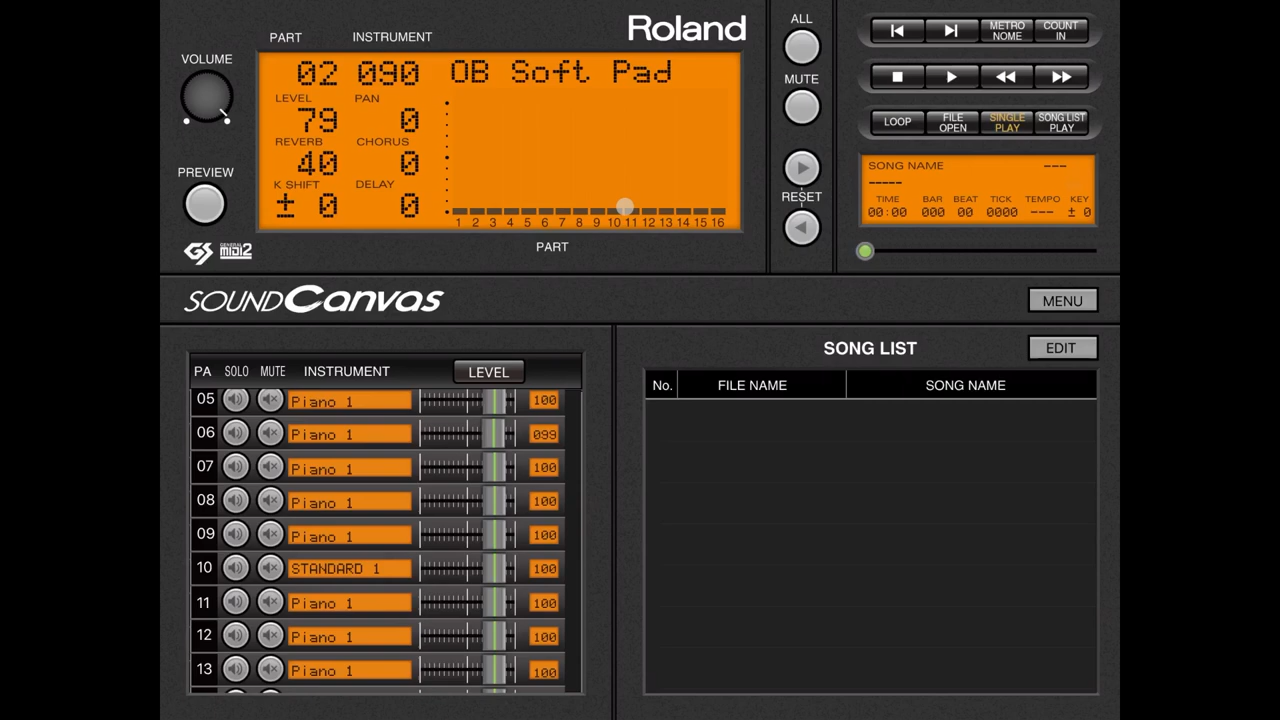 Roland
VOLUME
PREVIEW
PART INSTRUMENT
02 090 OB Soft Pad
LEVEL PAN
79 0
REVERB CHORUS
40 0
K SHIFT DELAY
± 0 0
1 2 3 4 5 6 7 8 9 10 11 12 13 14 15 16
PART
GS GENERAL MIDI2
ALL
MUTE
RESET
METRO NOME
COUNT IN
LOOP
FILE OPEN
SINGLE PLAY
SONG LIST PLAY
SONG NAME ---
-----
TIME BAR BEAT TICK TEMPO KEY
00:00 000 00 0000 --- ± 0
SOUND Canvas
MENU
PA SOLO MUTE INSTRUMENT LEVEL
05 Piano 1 100
06 Piano 1 099
07 Piano 1 100
08 Piano 1 100
09 Piano 1 100
10 STANDARD 1 100
11 Piano 1 100
12 Piano 1 100
13 Piano 1 100
SONG LIST
EDIT
No. FILE NAME SONG NAME